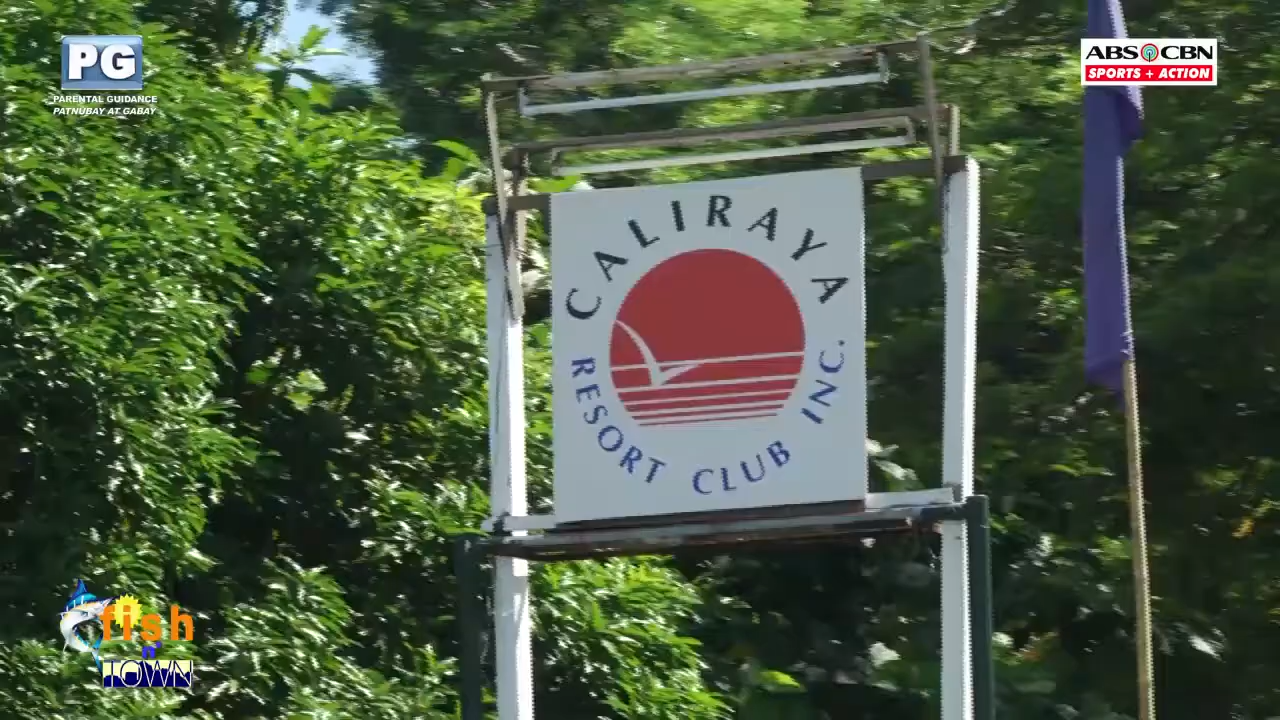 PG
PARENTAL GUIDANCE
PATNUBAY AT GABAY
ABS CBN
SPORTS + ACTION
CALIRAYA
RESORT CLUB INC.
fish
n'
TOWN